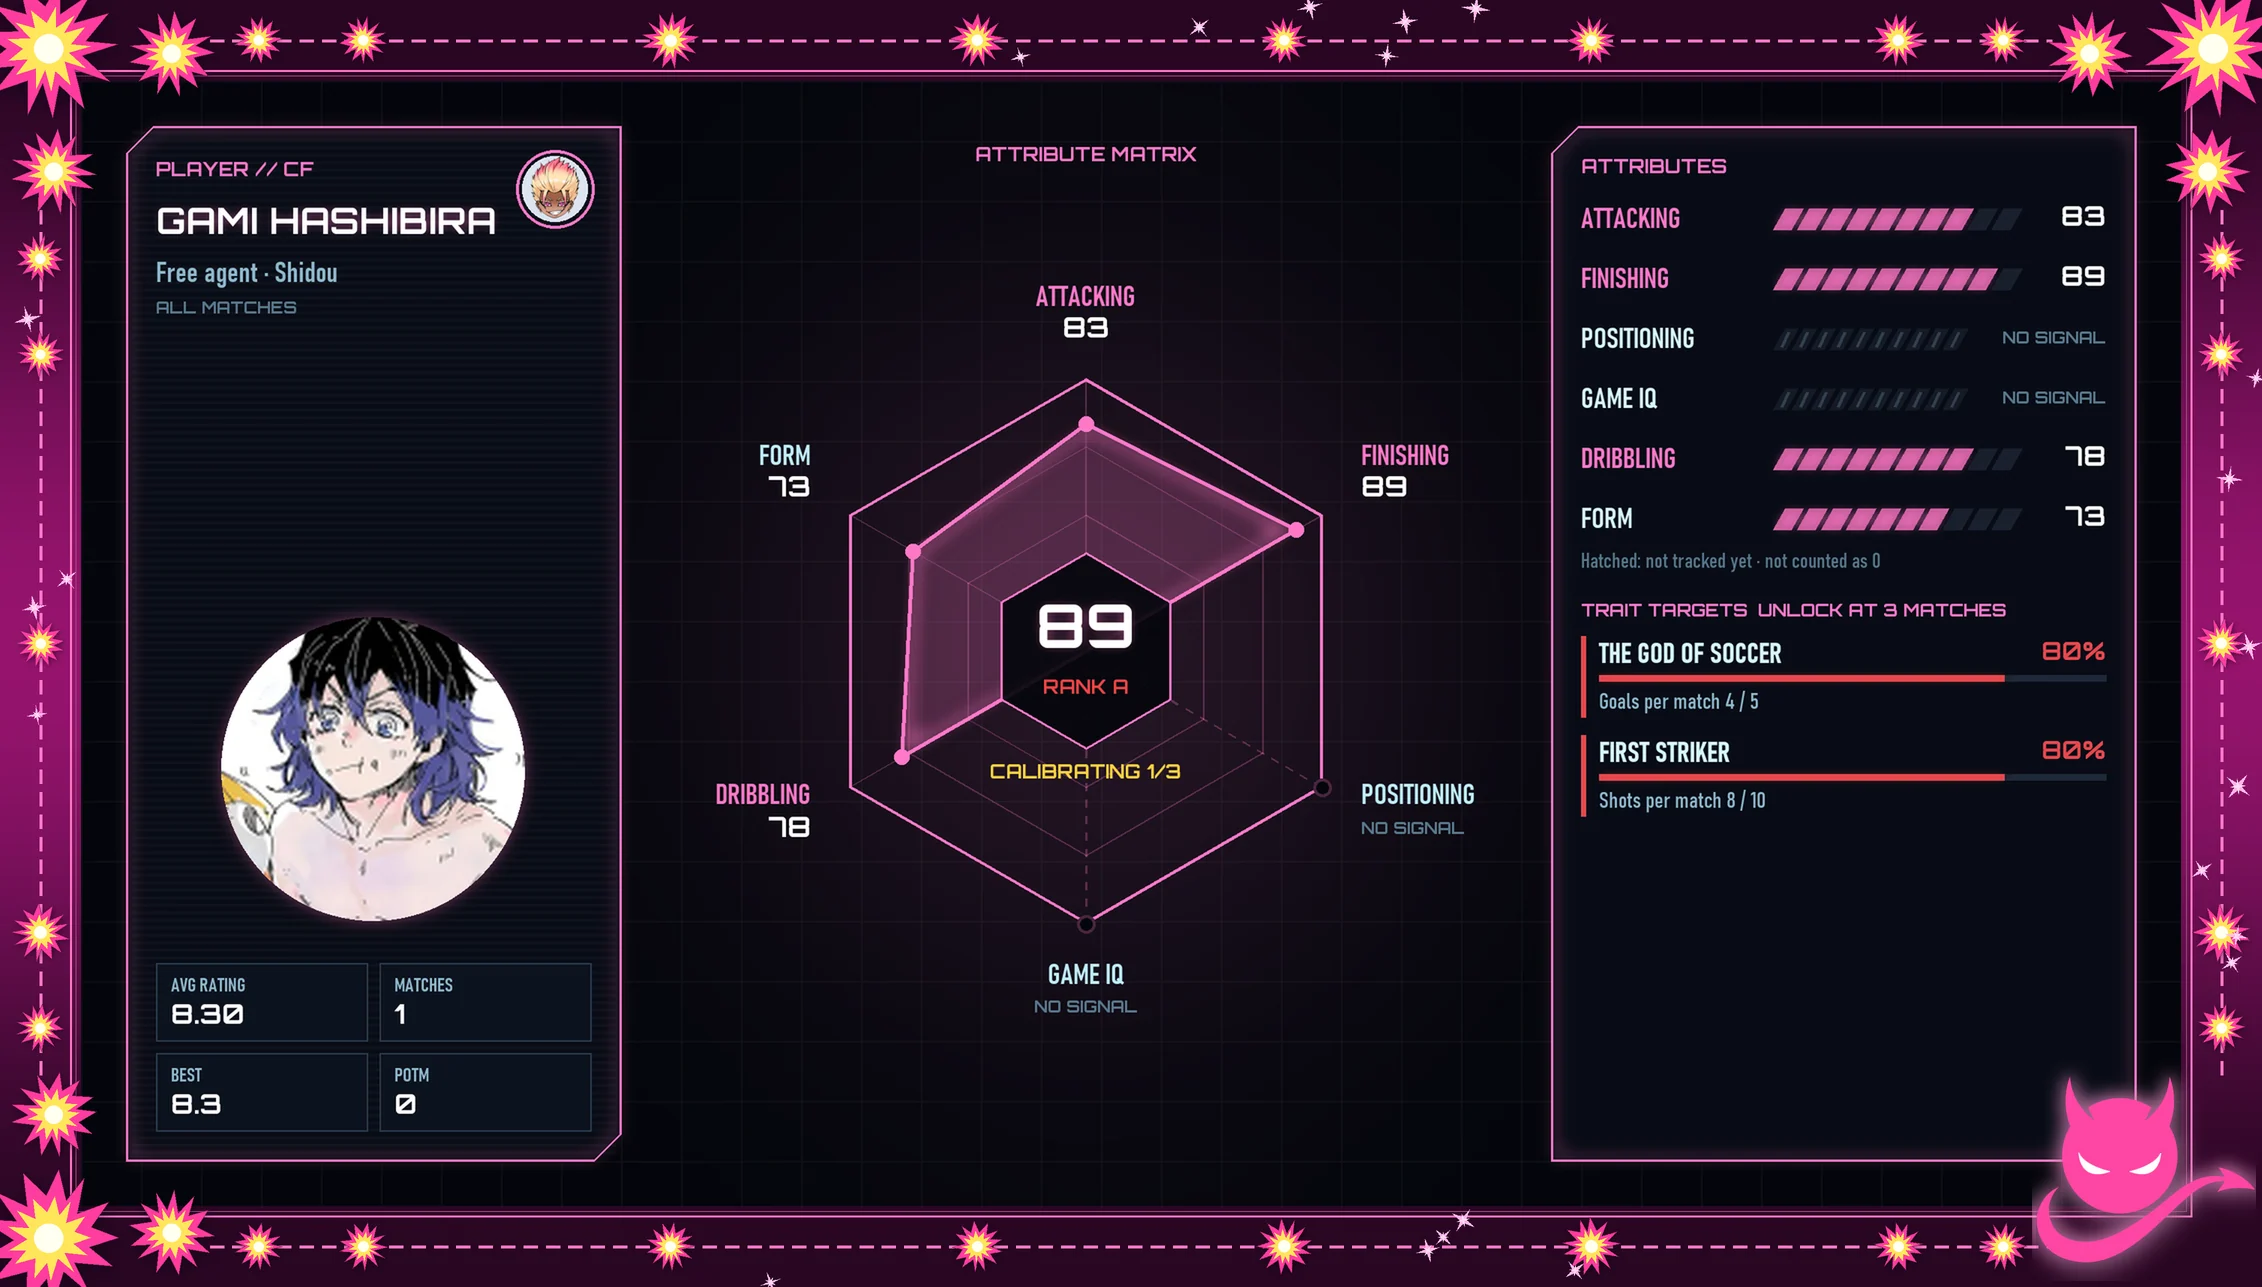 PLAYER // CF
GAMI HASHIBIRA
Free agent · Shidou
ALL MATCHES
AVG RATING
8.30
MATCHES
1
BEST
8.3
POTM
0
ATTRIBUTE MATRIX
ATTACKING
83
FORM
73
FINISHING
89
89
RANK A
CALIBRATING 1/3
DRIBBLING
78
POSITIONING
NO SIGNAL
GAME IQ
NO SIGNAL
ATTRIBUTES
ATTACKING 83
FINISHING 89
POSITIONING NO SIGNAL
GAME IQ NO SIGNAL
DRIBBLING 78
FORM 73
Hatched: not tracked yet · not counted as 0
TRAIT TARGETS UNLOCK AT 3 MATCHES
THE GOD OF SOCCER 80%
Goals per match 4 / 5
FIRST STRIKER 80%
Shots per match 8 / 10